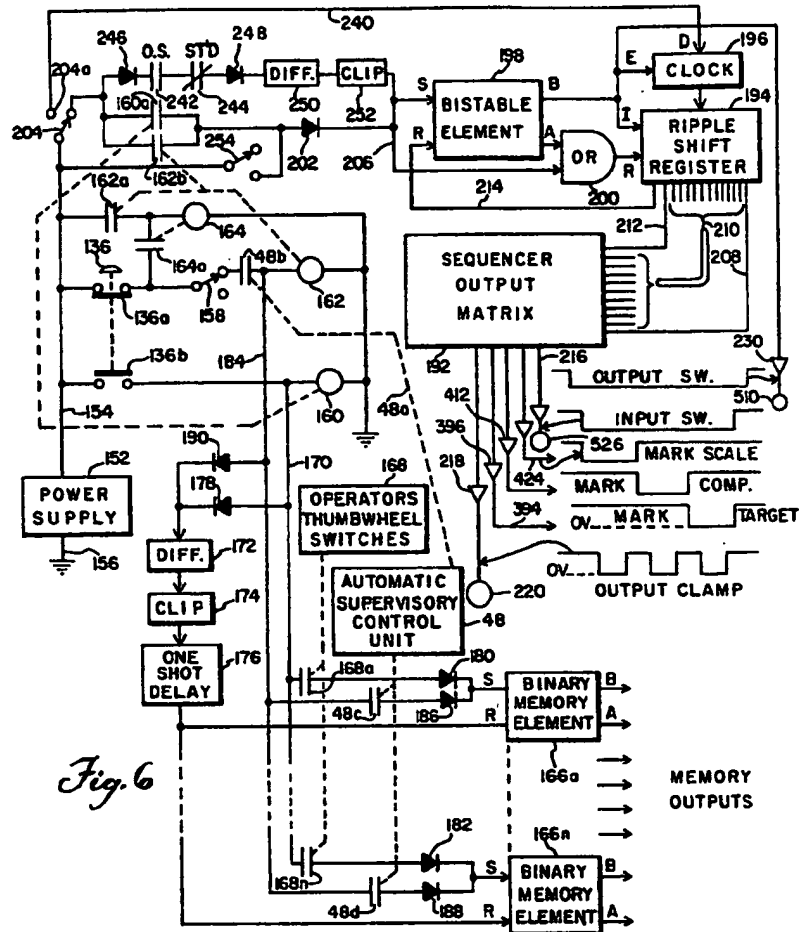 240
246 O.S. STD 248
D 196
204a
DIFF. CLIP
198
E CLOCK
S BISTABLE ELEMENT B
194
160a 242 244 250 252
I RIPPLE SHIFT REGISTER
204
254 202 206
R A OR R
200
162b
214
162a
164
212 210
136 164a 48b
SEQUENCER OUTPUT MATRIX
208
158 162
136a
230
136b
184
192 216
OUTPUT SW.
160
48a
412
510
INPUT SW.
154
396 526
190
424 MARK SCALE
152
178 170
168
218
POWER SUPPLY
OPERATORS THUMBWHEEL SWITCHES
MARK COMP.
394 OV MARK TARGET
156
DIFF. 172
AUTOMATIC SUPERVISORY CONTROL UNIT
OV
220 OUTPUT CLAMP
CLIP 174
48
ONE SHOT DELAY 176
168a 180
S BINARY MEMORY ELEMENT B
48c 186
R A
166a
Fig. 6
MEMORY OUTPUTS
182 166n
168n
S BINARY MEMORY ELEMENT B
48d 188
R A